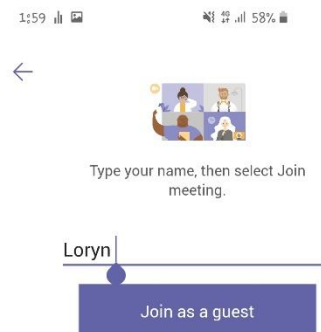 1:59 58%
Type your name, then select Join
meeting.
Loryn
Join as a guest